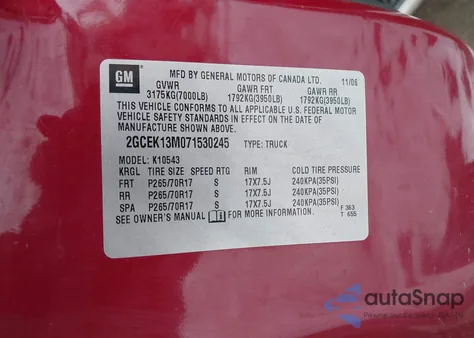 GM
MFD BY GENERAL MOTORS OF CANADA LTD. 11/06
GVWR GAWR FRT GAWR RR
3175KG(7000LB) 1792KG(3950LB) 1792KG(3950LB)
THIS VEHICLE CONFORMS TO ALL APPLICABLE U.S. FEDERAL MOTOR
VEHICLE SAFETY STANDARDS IN EFFECT ON THE DATE OF
MANUFACTURE SHOWN ABOVE.
2GCEK13M071530245 TYPE: TRUCK
MODEL: K10543
KRGL TIRE SIZE SPEED RTG RIM COLD TIRE PRESSURE
FRT P265/70R17 S 17X7.5J 240KPA(35PSI)
RR P265/70R17 S 17X7.5J 240KPA(35PSI)
SPA P265/70R17 S 17X7.5J 240KPA(35PSI)
SEE OWNER'S MANUAL FOR MORE INFORMATION.
F 363
T 655
autoSnap